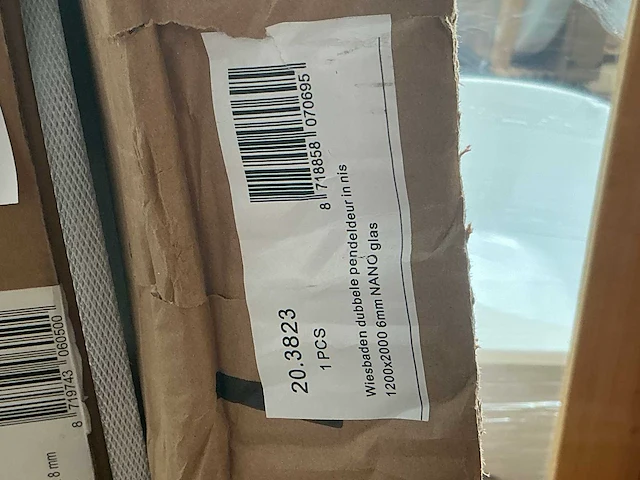 20.3823
1 PCS
8 718858 070695
Wiesbaden dubbele pendeldeur in nis
1200x2000 6mm NANO glas
8 719743 060500
8 mm